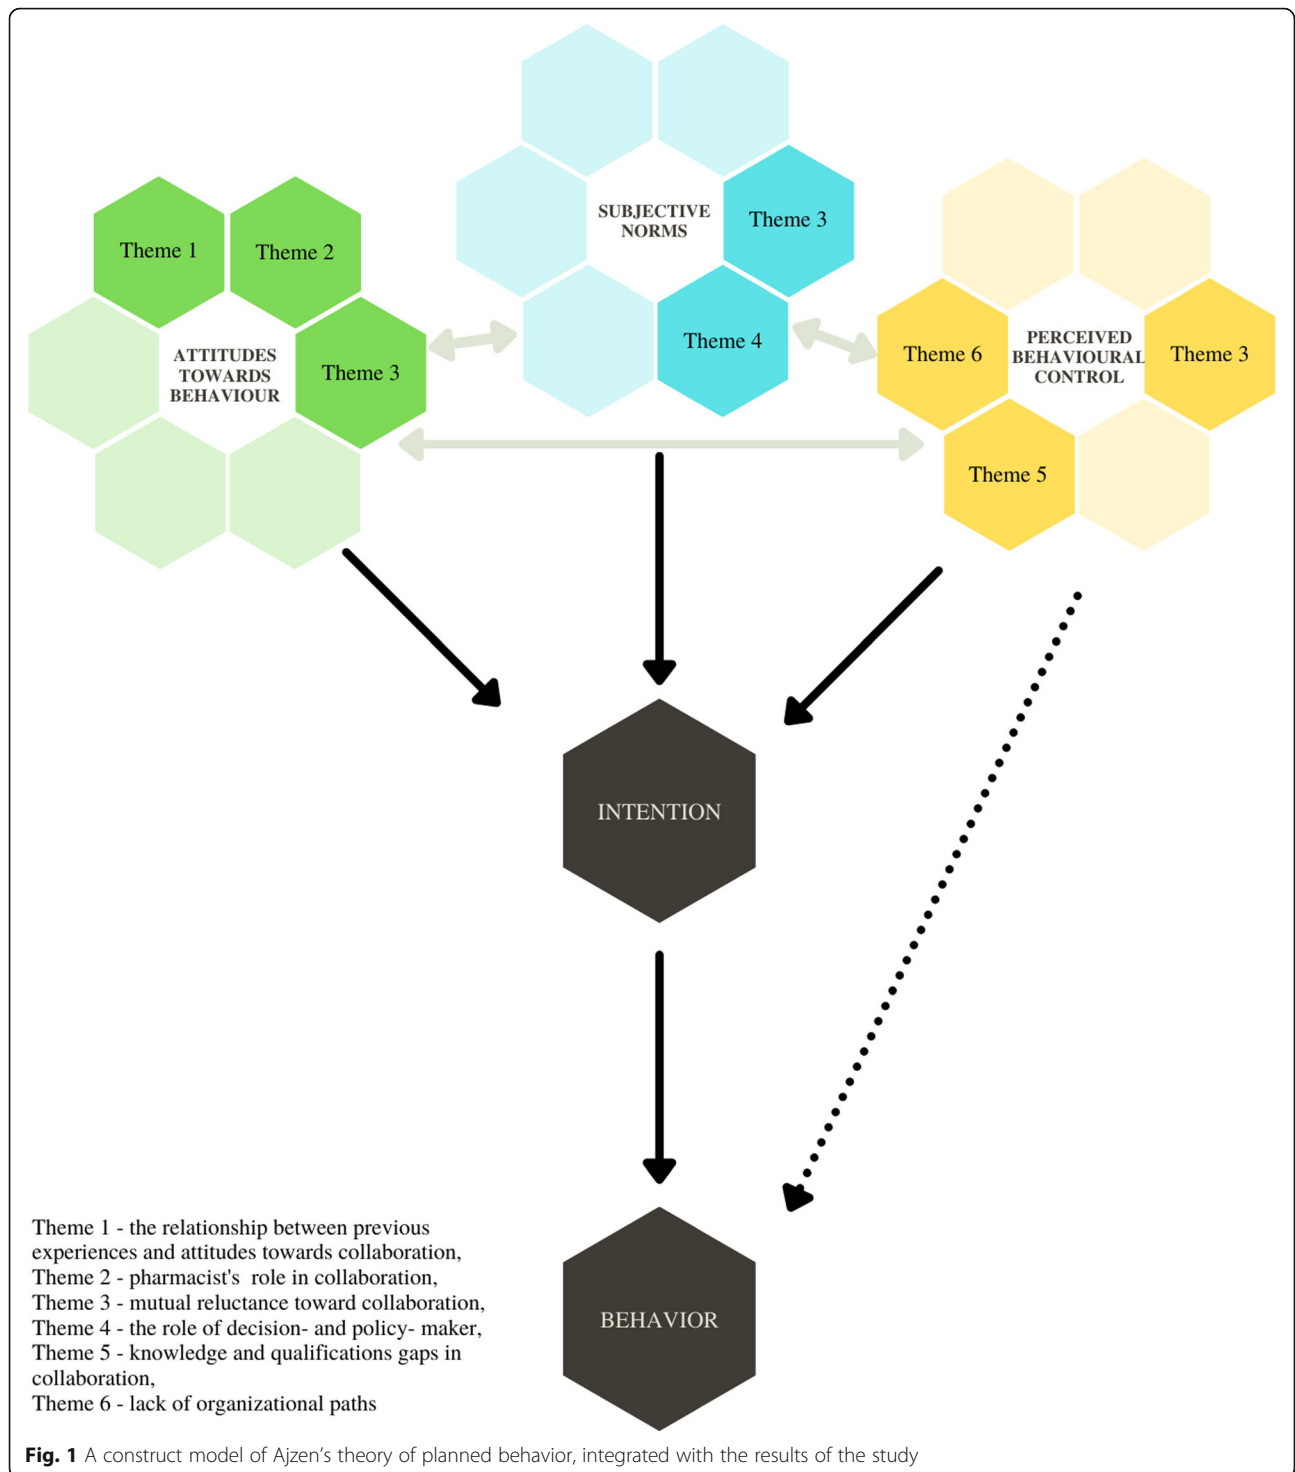 SUBJECTIVE
NORMS
Theme 3
Theme 4
Theme 1
Theme 2
ATTITUDES
TOWARDS
BEHAVIOUR
Theme 3
PERCEIVED
BEHAVIOURAL
CONTROL
Theme 6
Theme 3
Theme 5
INTENTION
BEHAVIOR
Theme 1 - the relationship between previous
experiences and attitudes towards collaboration,
Theme 2 - pharmacist's role in collaboration,
Theme 3 - mutual reluctance toward collaboration,
Theme 4 - the role of decision- and policy- maker,
Theme 5 - knowledge and qualifications gaps in
collaboration,
Theme 6 - lack of organizational paths
Fig. 1 A construct model of Ajzen’s theory of planned behavior, integrated with the results of the study